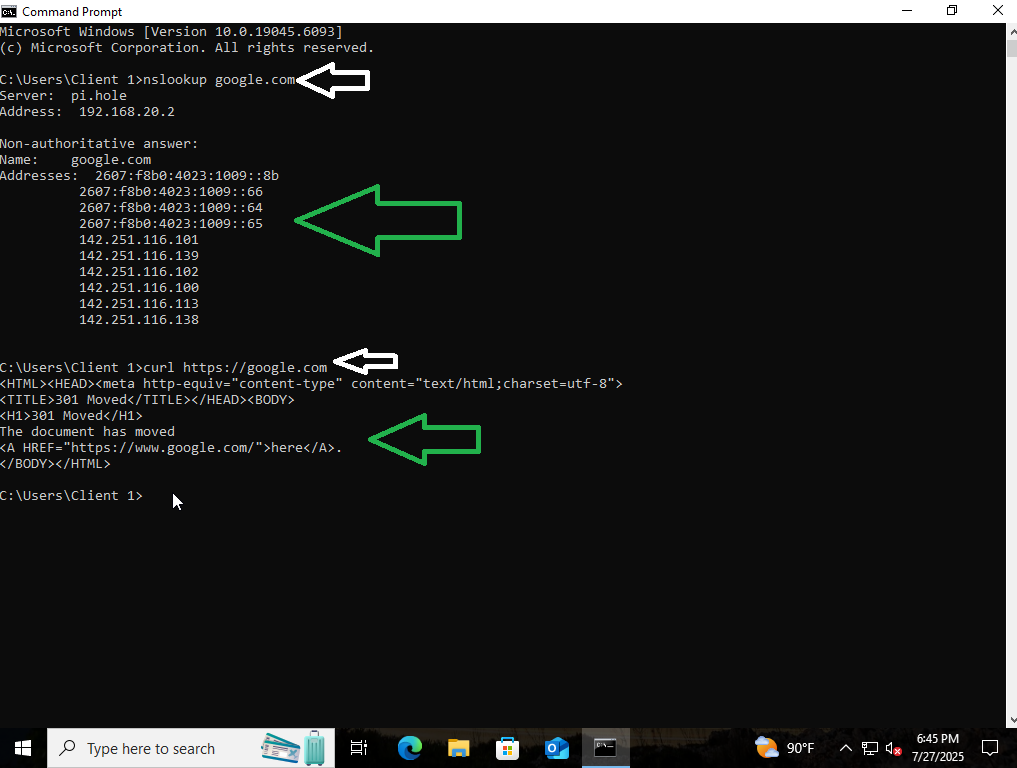 Command Prompt
Microsoft Windows [Version 10.0.19045.6093]
(c) Microsoft Corporation. All rights reserved.
C:\Users\Client 1>nslookup google.com
Server:  pi.hole
Address:  192.168.20.2
Non-authoritative answer:
Name:    google.com
Addresses:  2607:f8b0:4023:1009::8b
2607:f8b0:4023:1009::66
2607:f8b0:4023:1009::64
2607:f8b0:4023:1009::65
142.251.116.101
142.251.116.139
142.251.116.102
142.251.116.100
142.251.116.113
142.251.116.138
C:\Users\Client 1>curl https://google.com
<HTML><HEAD><meta http-equiv="content-type" content="text/html;charset=utf-8">
<TITLE>301 Moved</TITLE></HEAD><BODY>
<H1>301 Moved</H1>
The document has moved
<A HREF="https://www.google.com/">here</A>.
</BODY></HTML>
C:\Users\Client 1>
Type here to search
90°F
6:45 PM
7/27/2025